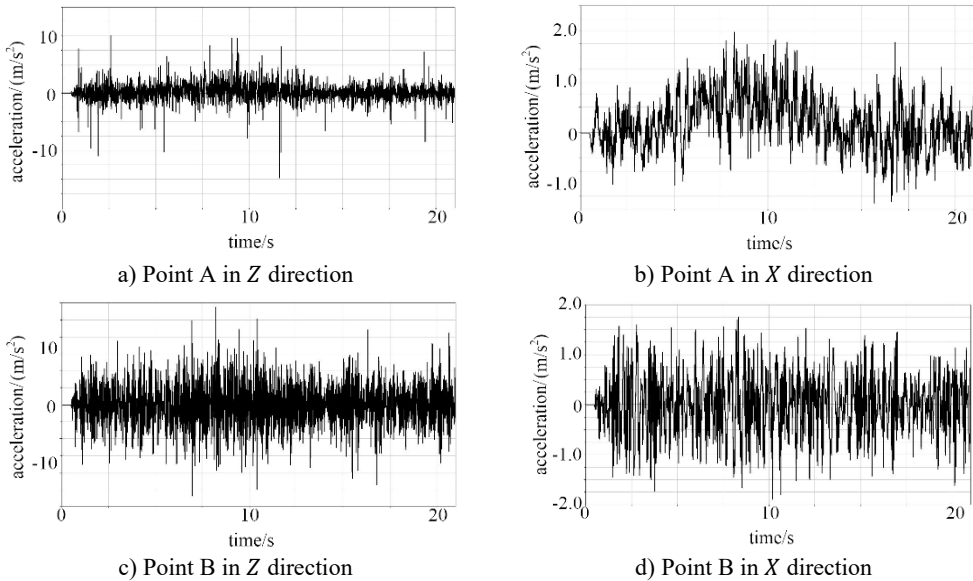 10
0
-10
acceleration/(m/s²)
0 10 20
time/s
a) Point A in Z direction
2.0
1.0
0
-1.0
acceleration/(m/s²)
0 10 20
time/s
b) Point A in X direction
10
0
-10
acceleration/(m/s²)
0 10 20
time/s
c) Point B in Z direction
2.0
1.0
0
-1.0
-2.0
acceleration/(m/s²)
0 10 20
time/s
d) Point B in X direction